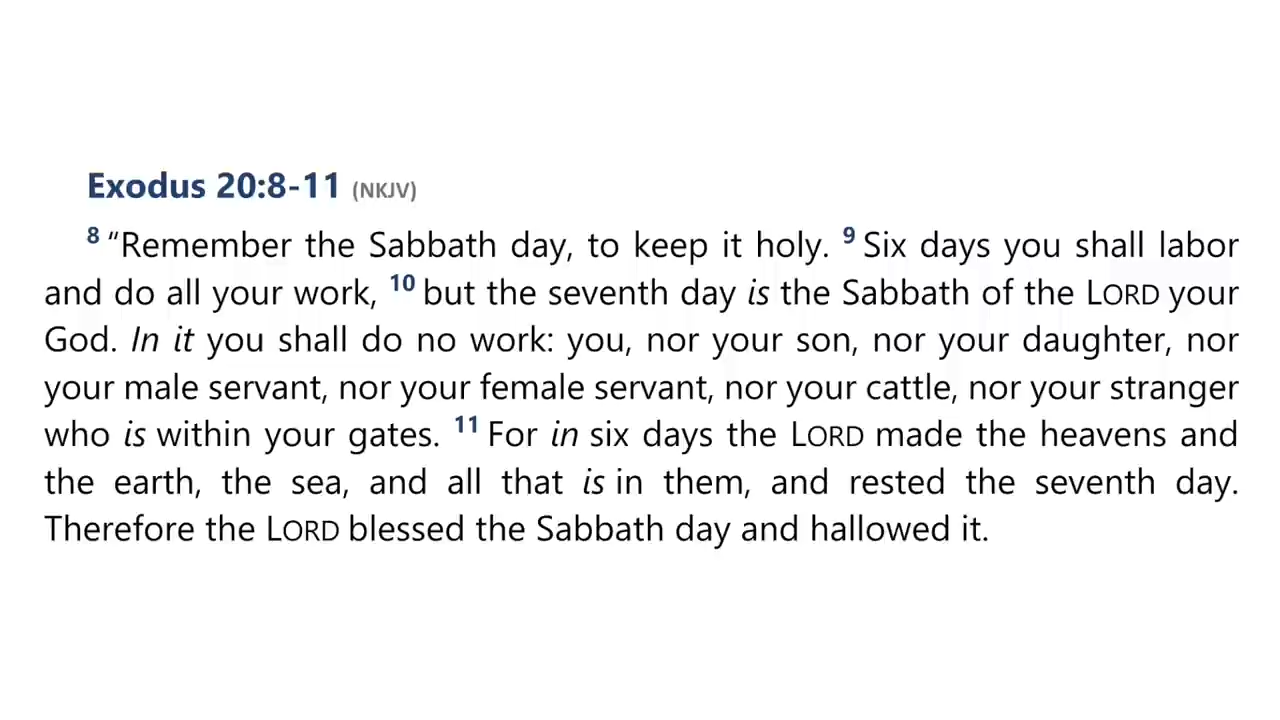 Exodus 20:8-11 (NKJV)
8 "Remember the Sabbath day, to keep it holy. 9 Six days you shall labor
and do all your work, 10 but the seventh day is the Sabbath of the LORD your
God. In it you shall do no work: you, nor your son, nor your daughter, nor
your male servant, nor your female servant, nor your cattle, nor your stranger
who is within your gates. 11 For in six days the LORD made the heavens and
the earth, the sea, and all that is in them, and rested the seventh day.
Therefore the LORD blessed the Sabbath day and hallowed it.